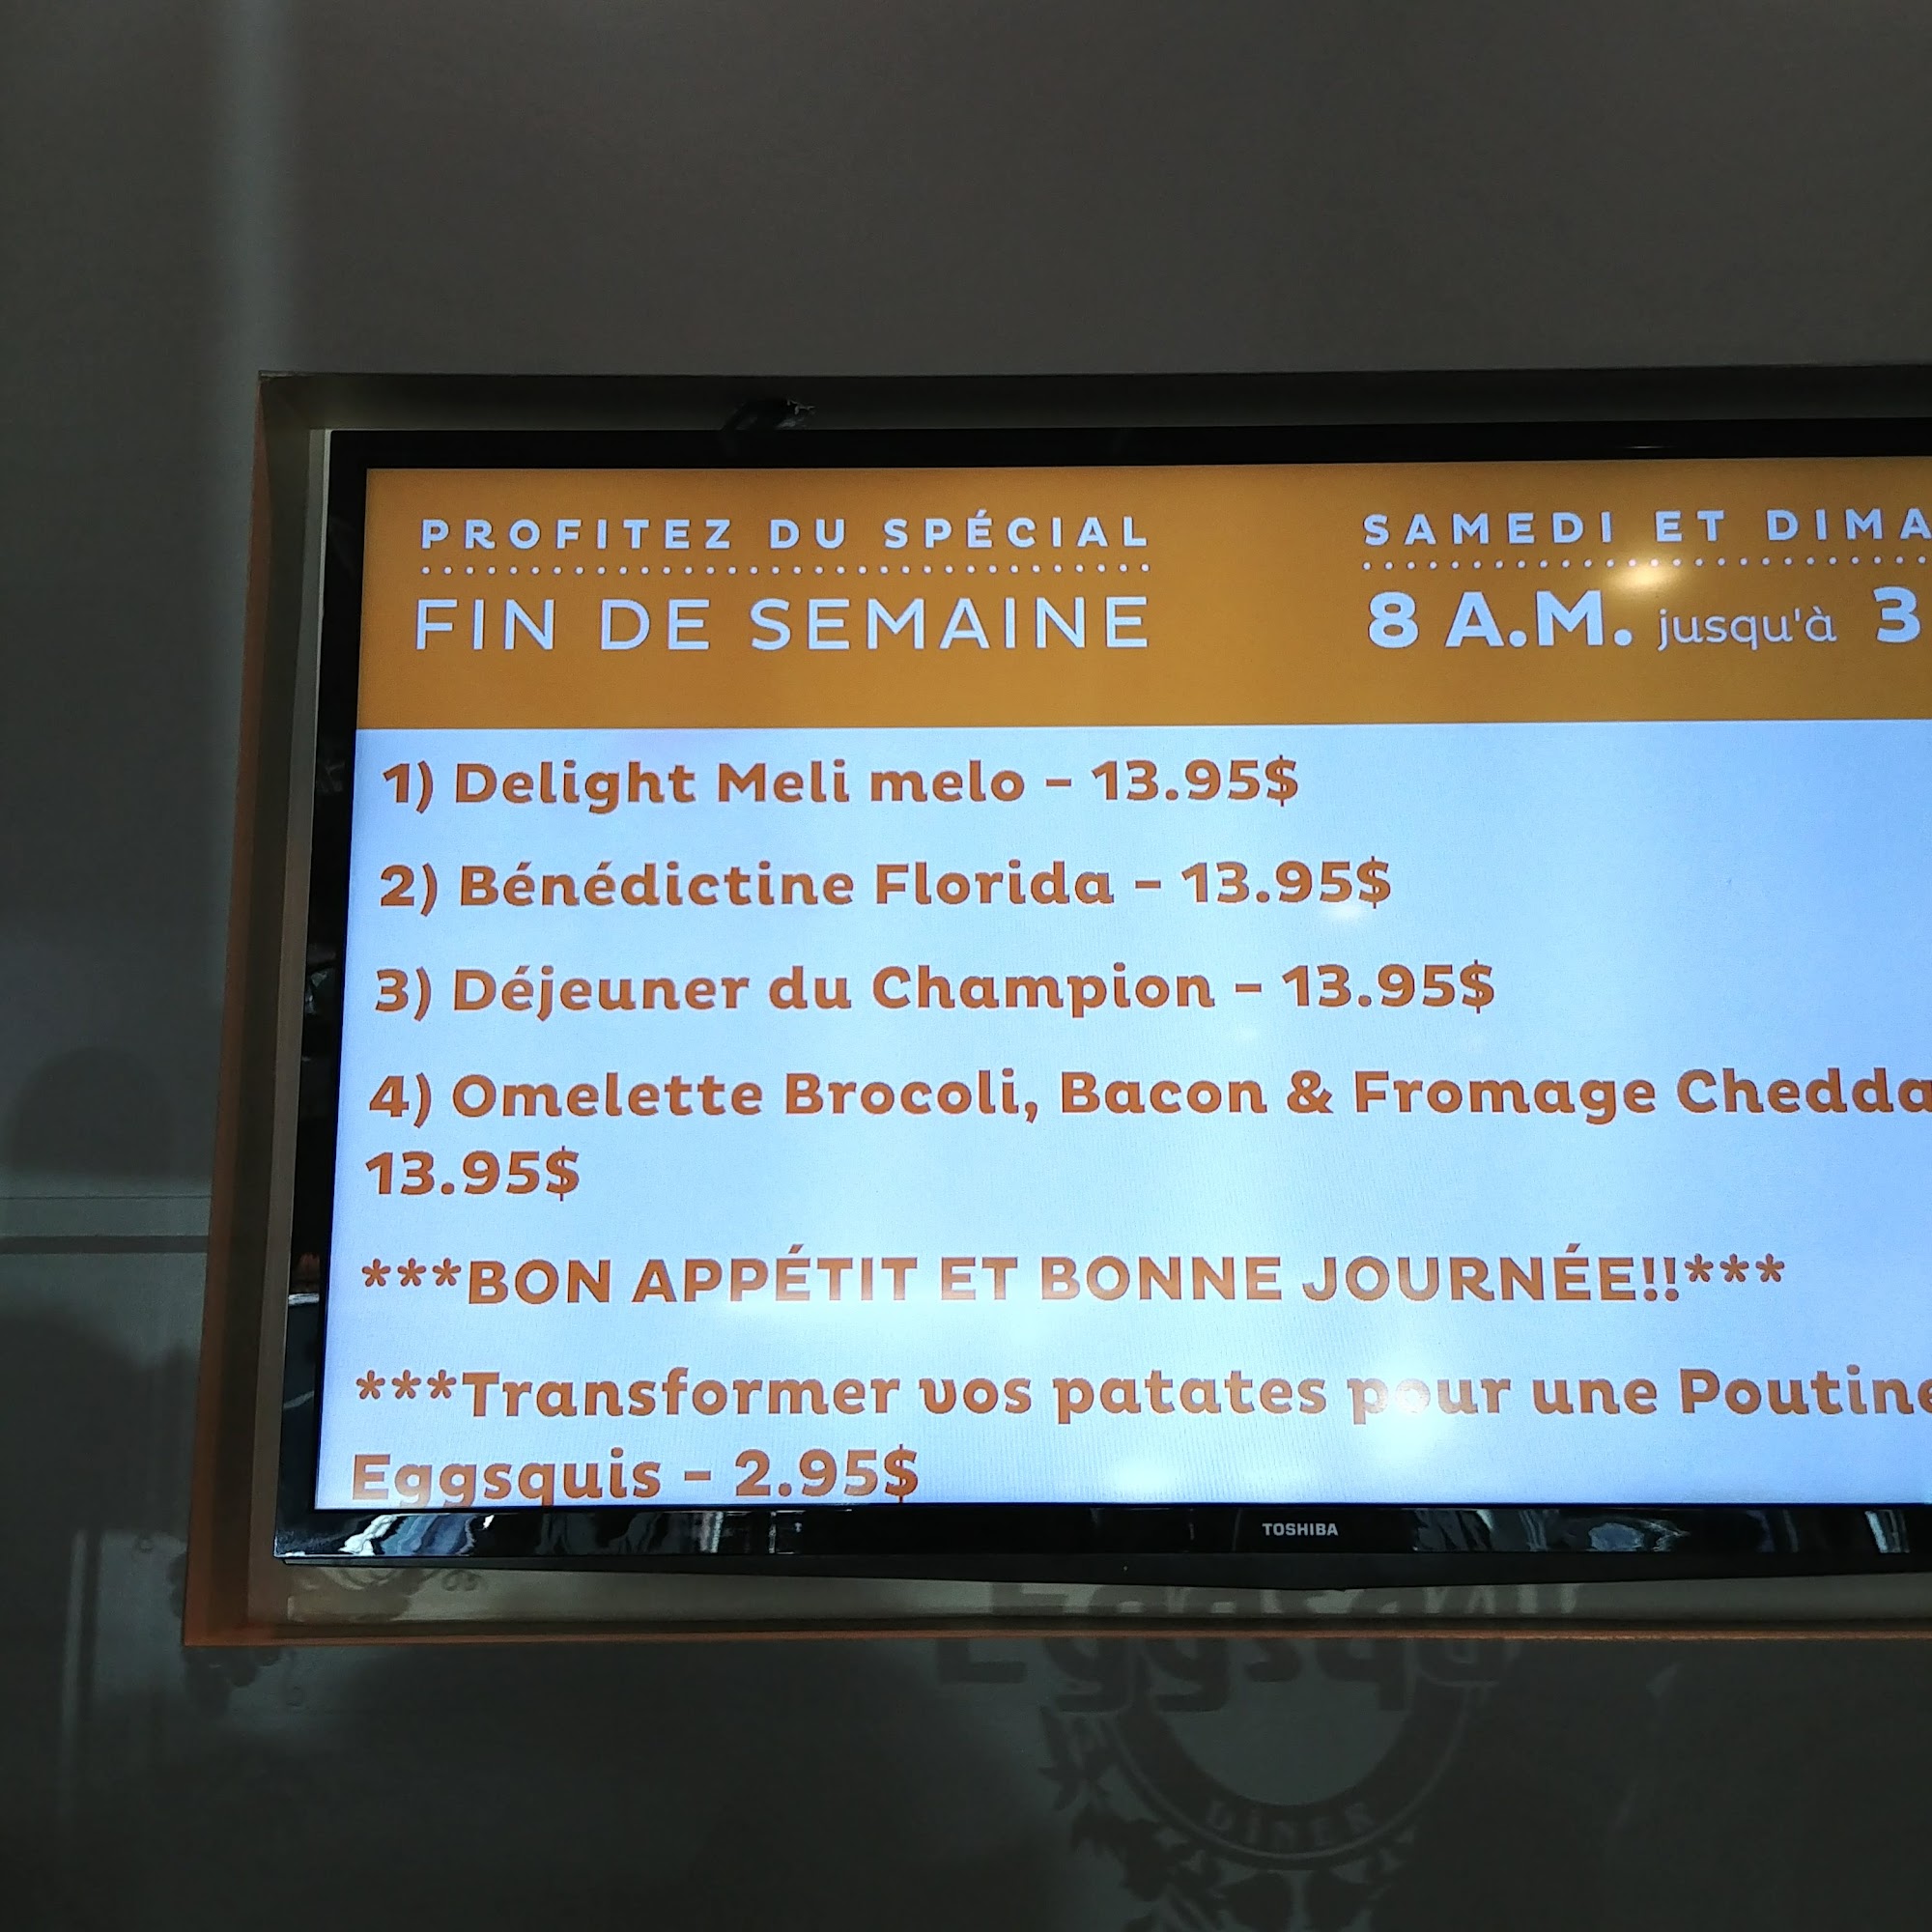 PROFITEZ DU SPÉCIAL
FIN DE SEMAINE
SAMEDI ET DIMA
8 A.M. jusqu'à 3
1) Delight Meli melo – 13.95$
2) Bénédictine Florida – 13.95$
3) Déjeuner du Champion – 13.95$
4) Omelette Brocoli, Bacon & Fromage Chedda
13.95$
***BON APPÉTIT ET BONNE JOURNÉE!!***
***Transformer vos patates pour une Poutine
Eggsquis – 2.95$
TOSHIBA
Eggsqu
DINER